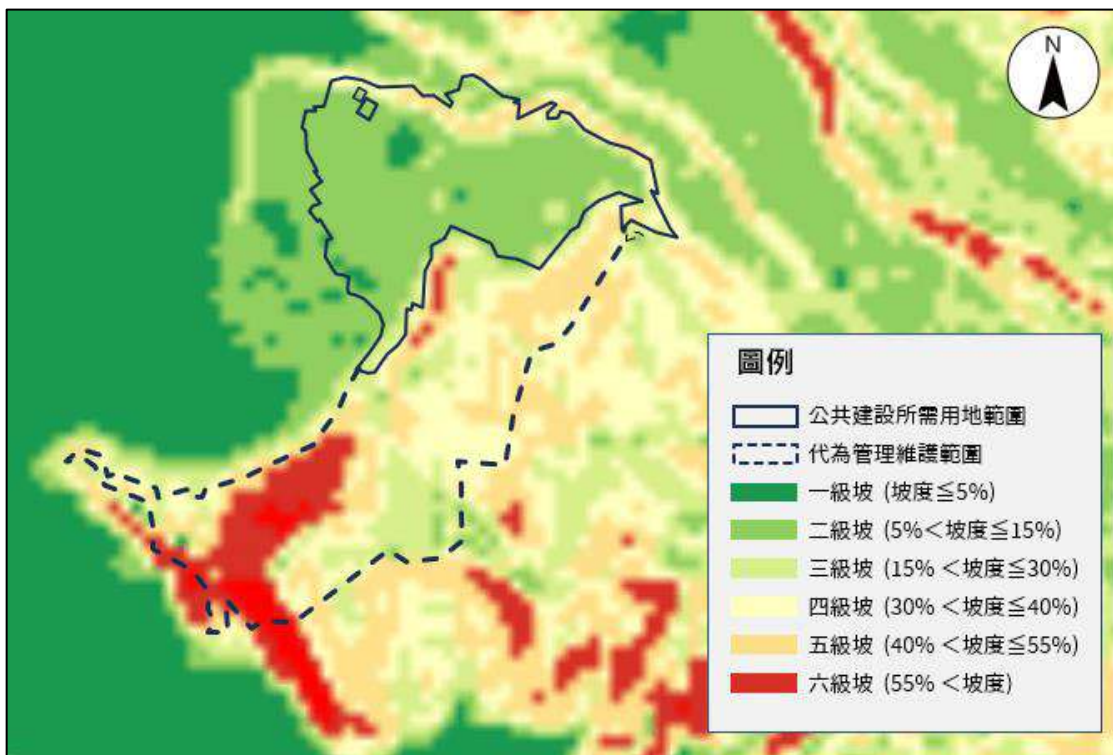 N
圖例
公共建設所需用地範圍
代為管理維護範圍
一級坡 (坡度≦5%)
二級坡 (5%＜坡度≦15%)
三級坡 (15% ＜坡度≦30%)
四級坡 (30% ＜坡度≦40%)
五級坡 (40% ＜坡度≦55%)
六級坡 (55% ＜坡度)